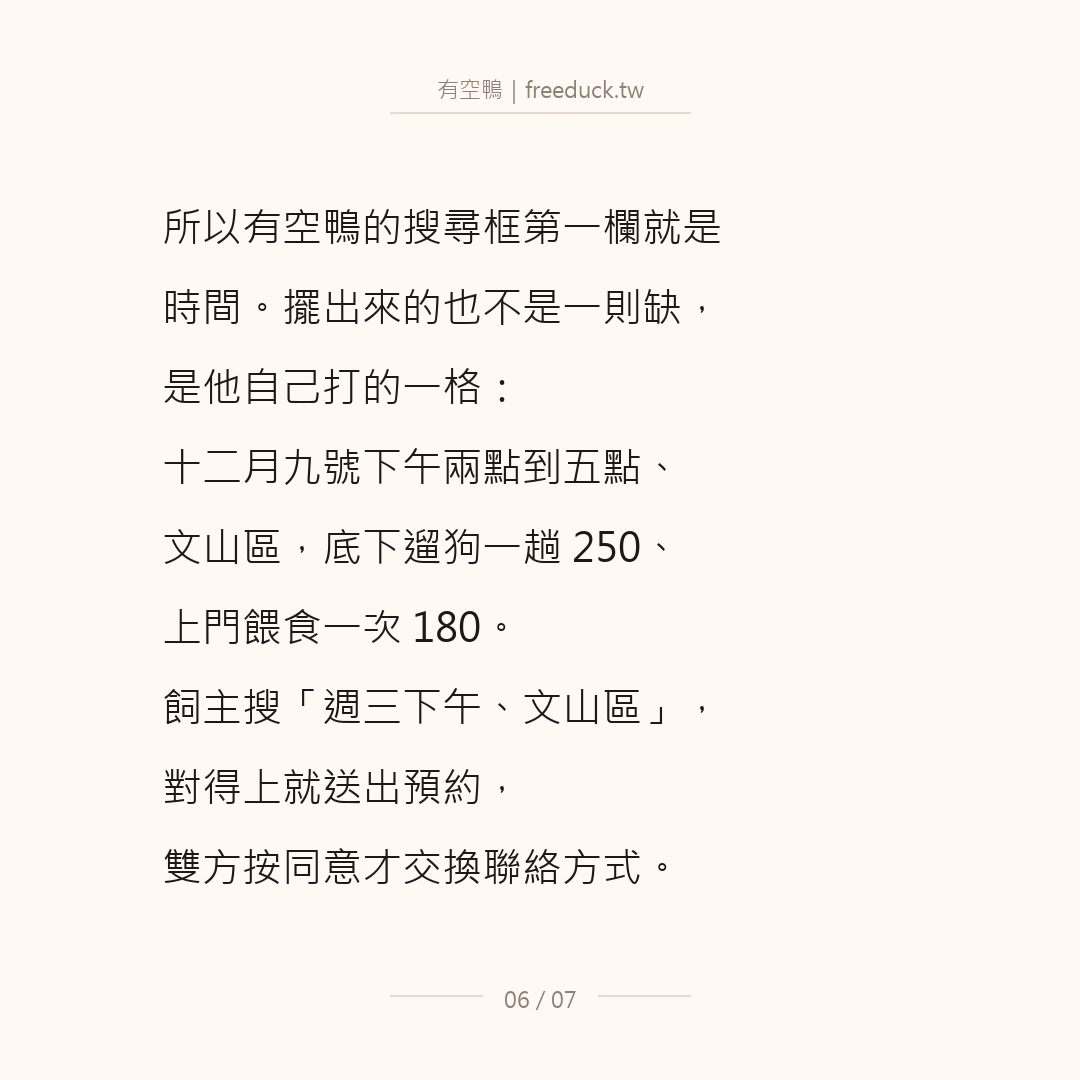 有空鴨｜freeduck.tw
所以有空鴨的搜尋框第一欄就是
時間。擺出來的也不是一則缺，
是他自己打的一格：
十二月九號下午兩點到五點、
文山區，底下遛狗一趟 250、
上門餵食一次 180。
飼主搜「週三下午、文山區」，
對得上就送出預約，
雙方按同意才交換聯絡方式。
06 / 07